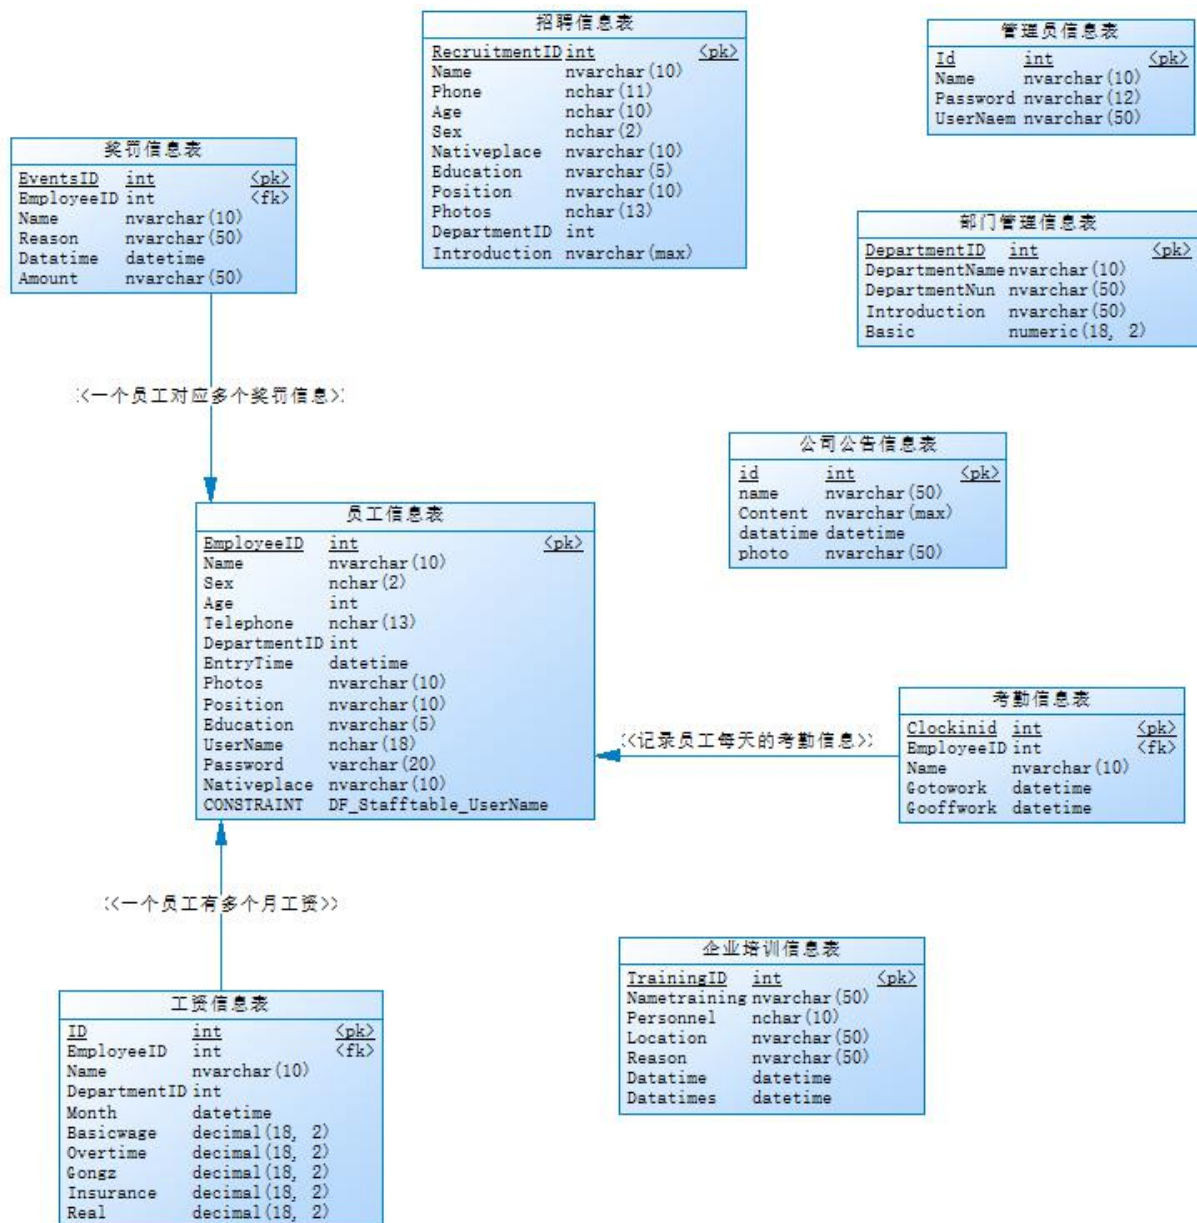 招聘信息表
RecruitmentID int <pk>
Name nvarchar(10)
Phone nchar(11)
Age nchar(10)
Sex nchar(2)
Nativeplace nvarchar(10)
Education nvarchar(5)
Position nvarchar(10)
Photos nchar(13)
DepartmentID int
Introduction nvarchar(max)
管理员信息表
Id int <pk>
Name nvarchar(10)
Password nvarchar(12)
UserNaem nvarchar(50)
奖罚信息表
EventsID int <pk>
EmployeeID int <fk>
Name nvarchar(10)
Reason nvarchar(50)
Datatime datetime
Amount nvarchar(50)
部门管理信息表
DepartmentID int <pk>
DepartmentName nvarchar(10)
DepartmentNun nvarchar(50)
Introduction nvarchar(50)
Basic numeric(18, 2)
<<一个员工对应多个奖罚信息>>
公司公告信息表
id int <pk>
name nvarchar(50)
Content nvarchar(max)
datatime datetime
photo nvarchar(50)
员工信息表
EmployeeID int <pk>
Name nvarchar(10)
Sex nchar(2)
Age int
Telephone nchar(13)
DepartmentID int
EntryTime datetime
Photos nvarchar(10)
Position nvarchar(10)
Education nvarchar(5)
UserName nchar(18)
Password varchar(20)
Nativeplace nvarchar(10)
CONSTRAINT DF_Stafftable_UserName
<<记录员工每天的考勤信息>>
考勤信息表
Clockinid int <pk>
EmployeeID int <fk>
Name nvarchar(10)
Gotowork datetime
Gooffwork datetime
<<一个员工有多个月工资>>
企业培训信息表
TrainingID int <pk>
Nametraining nvarchar(50)
Personnel nchar(10)
Location nvarchar(50)
Reason nvarchar(50)
Datatime datetime
Datatimes datetime
工资信息表
ID int <pk>
EmployeeID int <fk>
Name nvarchar(10)
DepartmentID int
Month datetime
Basicwage decimal(18, 2)
Overtime decimal(18, 2)
Gongz decimal(18, 2)
Insurance decimal(18, 2)
Real decimal(18, 2)